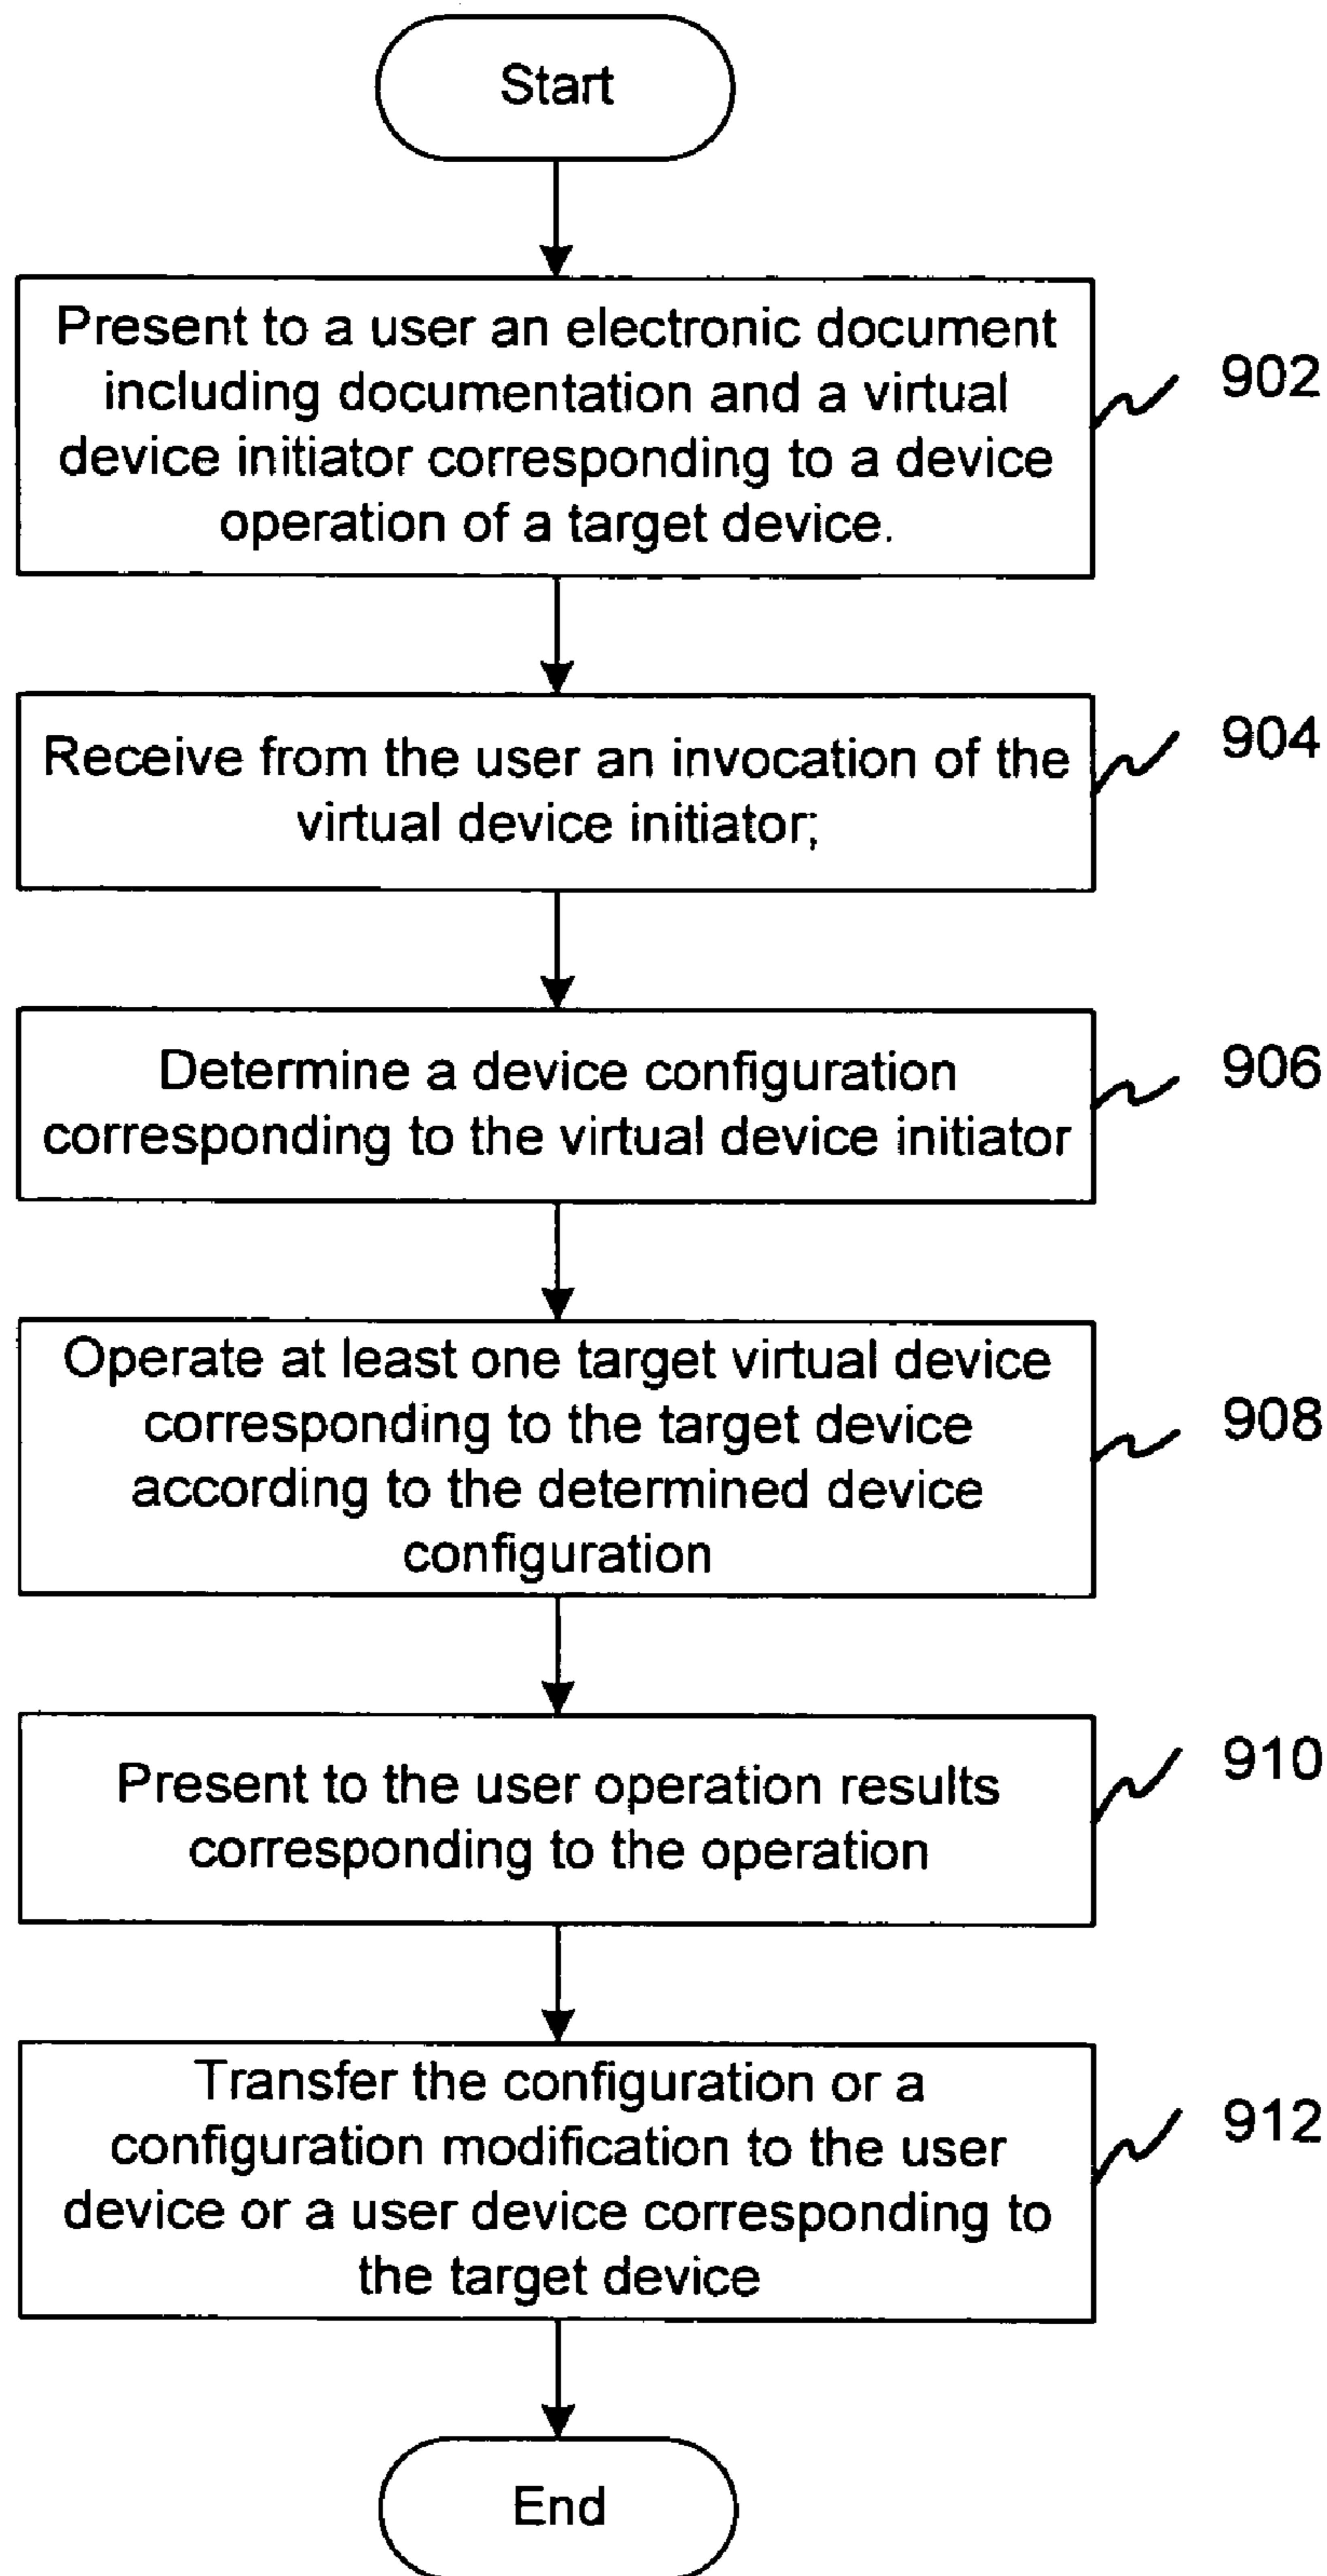 Start
Present to a user an electronic document
including documentation and a virtual
device initiator corresponding to a device
operation of a target device.
902
Receive from the user an invocation of the
virtual device initiator;
904
Determine a device configuration
corresponding to the virtual device initiator
906
Operate at least one target virtual device
corresponding to the target device
according to the determined device
configuration
908
Present to the user operation results
corresponding to the operation
910
Transfer the configuration or a
configuration modification to the user
device or a user device corresponding to
the target device
912
End